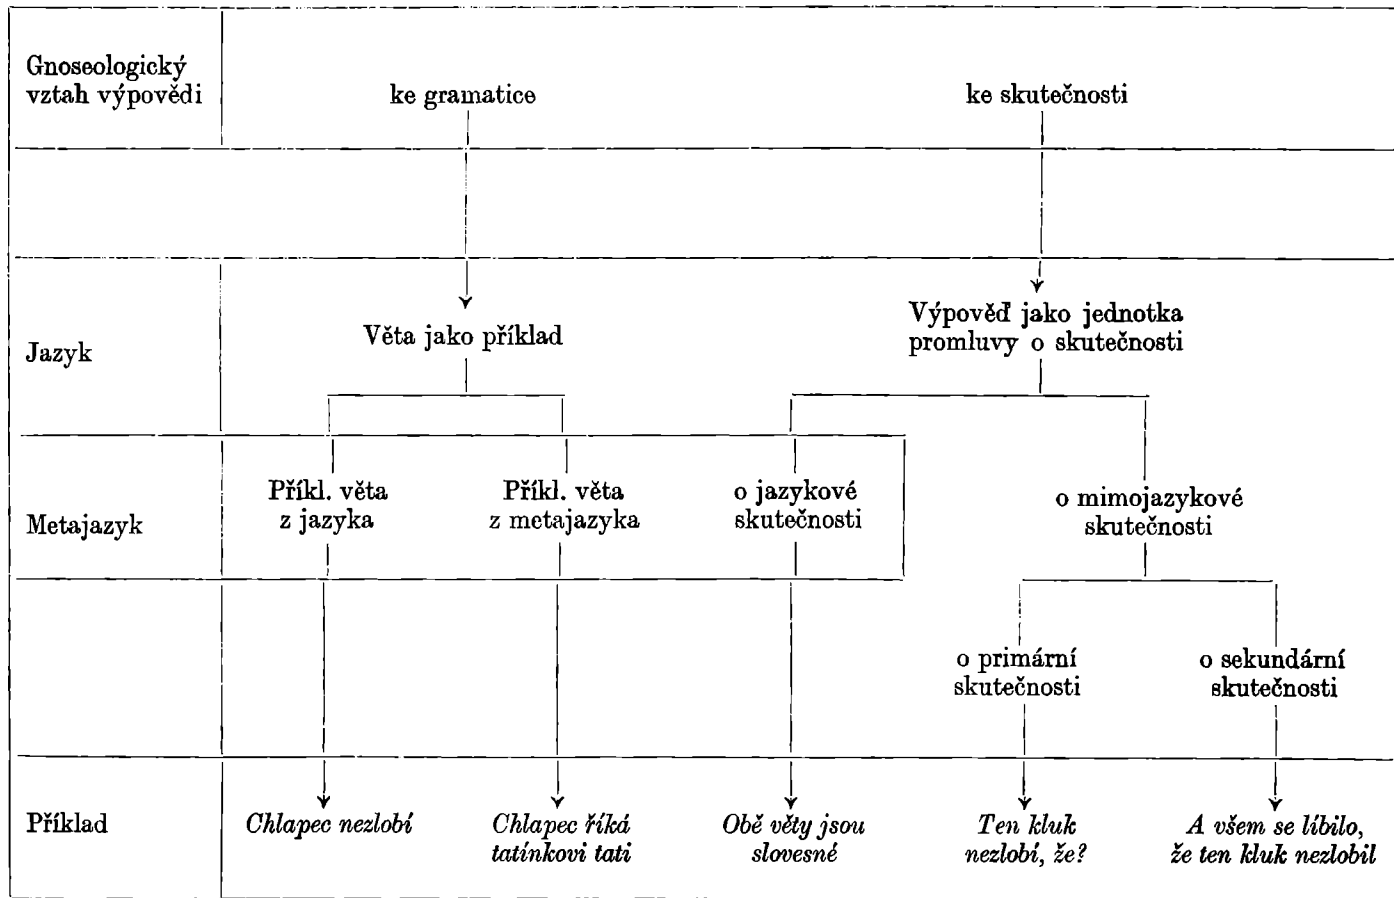 Gnoseologický
vztah výpovědi
ke gramatice
ke skutečnosti
Jazyk
Věta jako příklad
Výpověď jako jednotka
promluvy o skutečnosti
Metajazyk
Příkl. věta
z jazyka
Příkl. věta
z metajazyka
o jazykové
skutečnosti
o mimojazykové
skutečnosti
o primární
skutečnosti
o sekundární
skutečnosti
Příklad
Chlapec nezlobí
Chlapec říká
tatínkovi tati
Obě věty jsou
slovesné
Ten kluk
nezlobí, že?
A všem se líbilo,
že ten kluk nezlobil